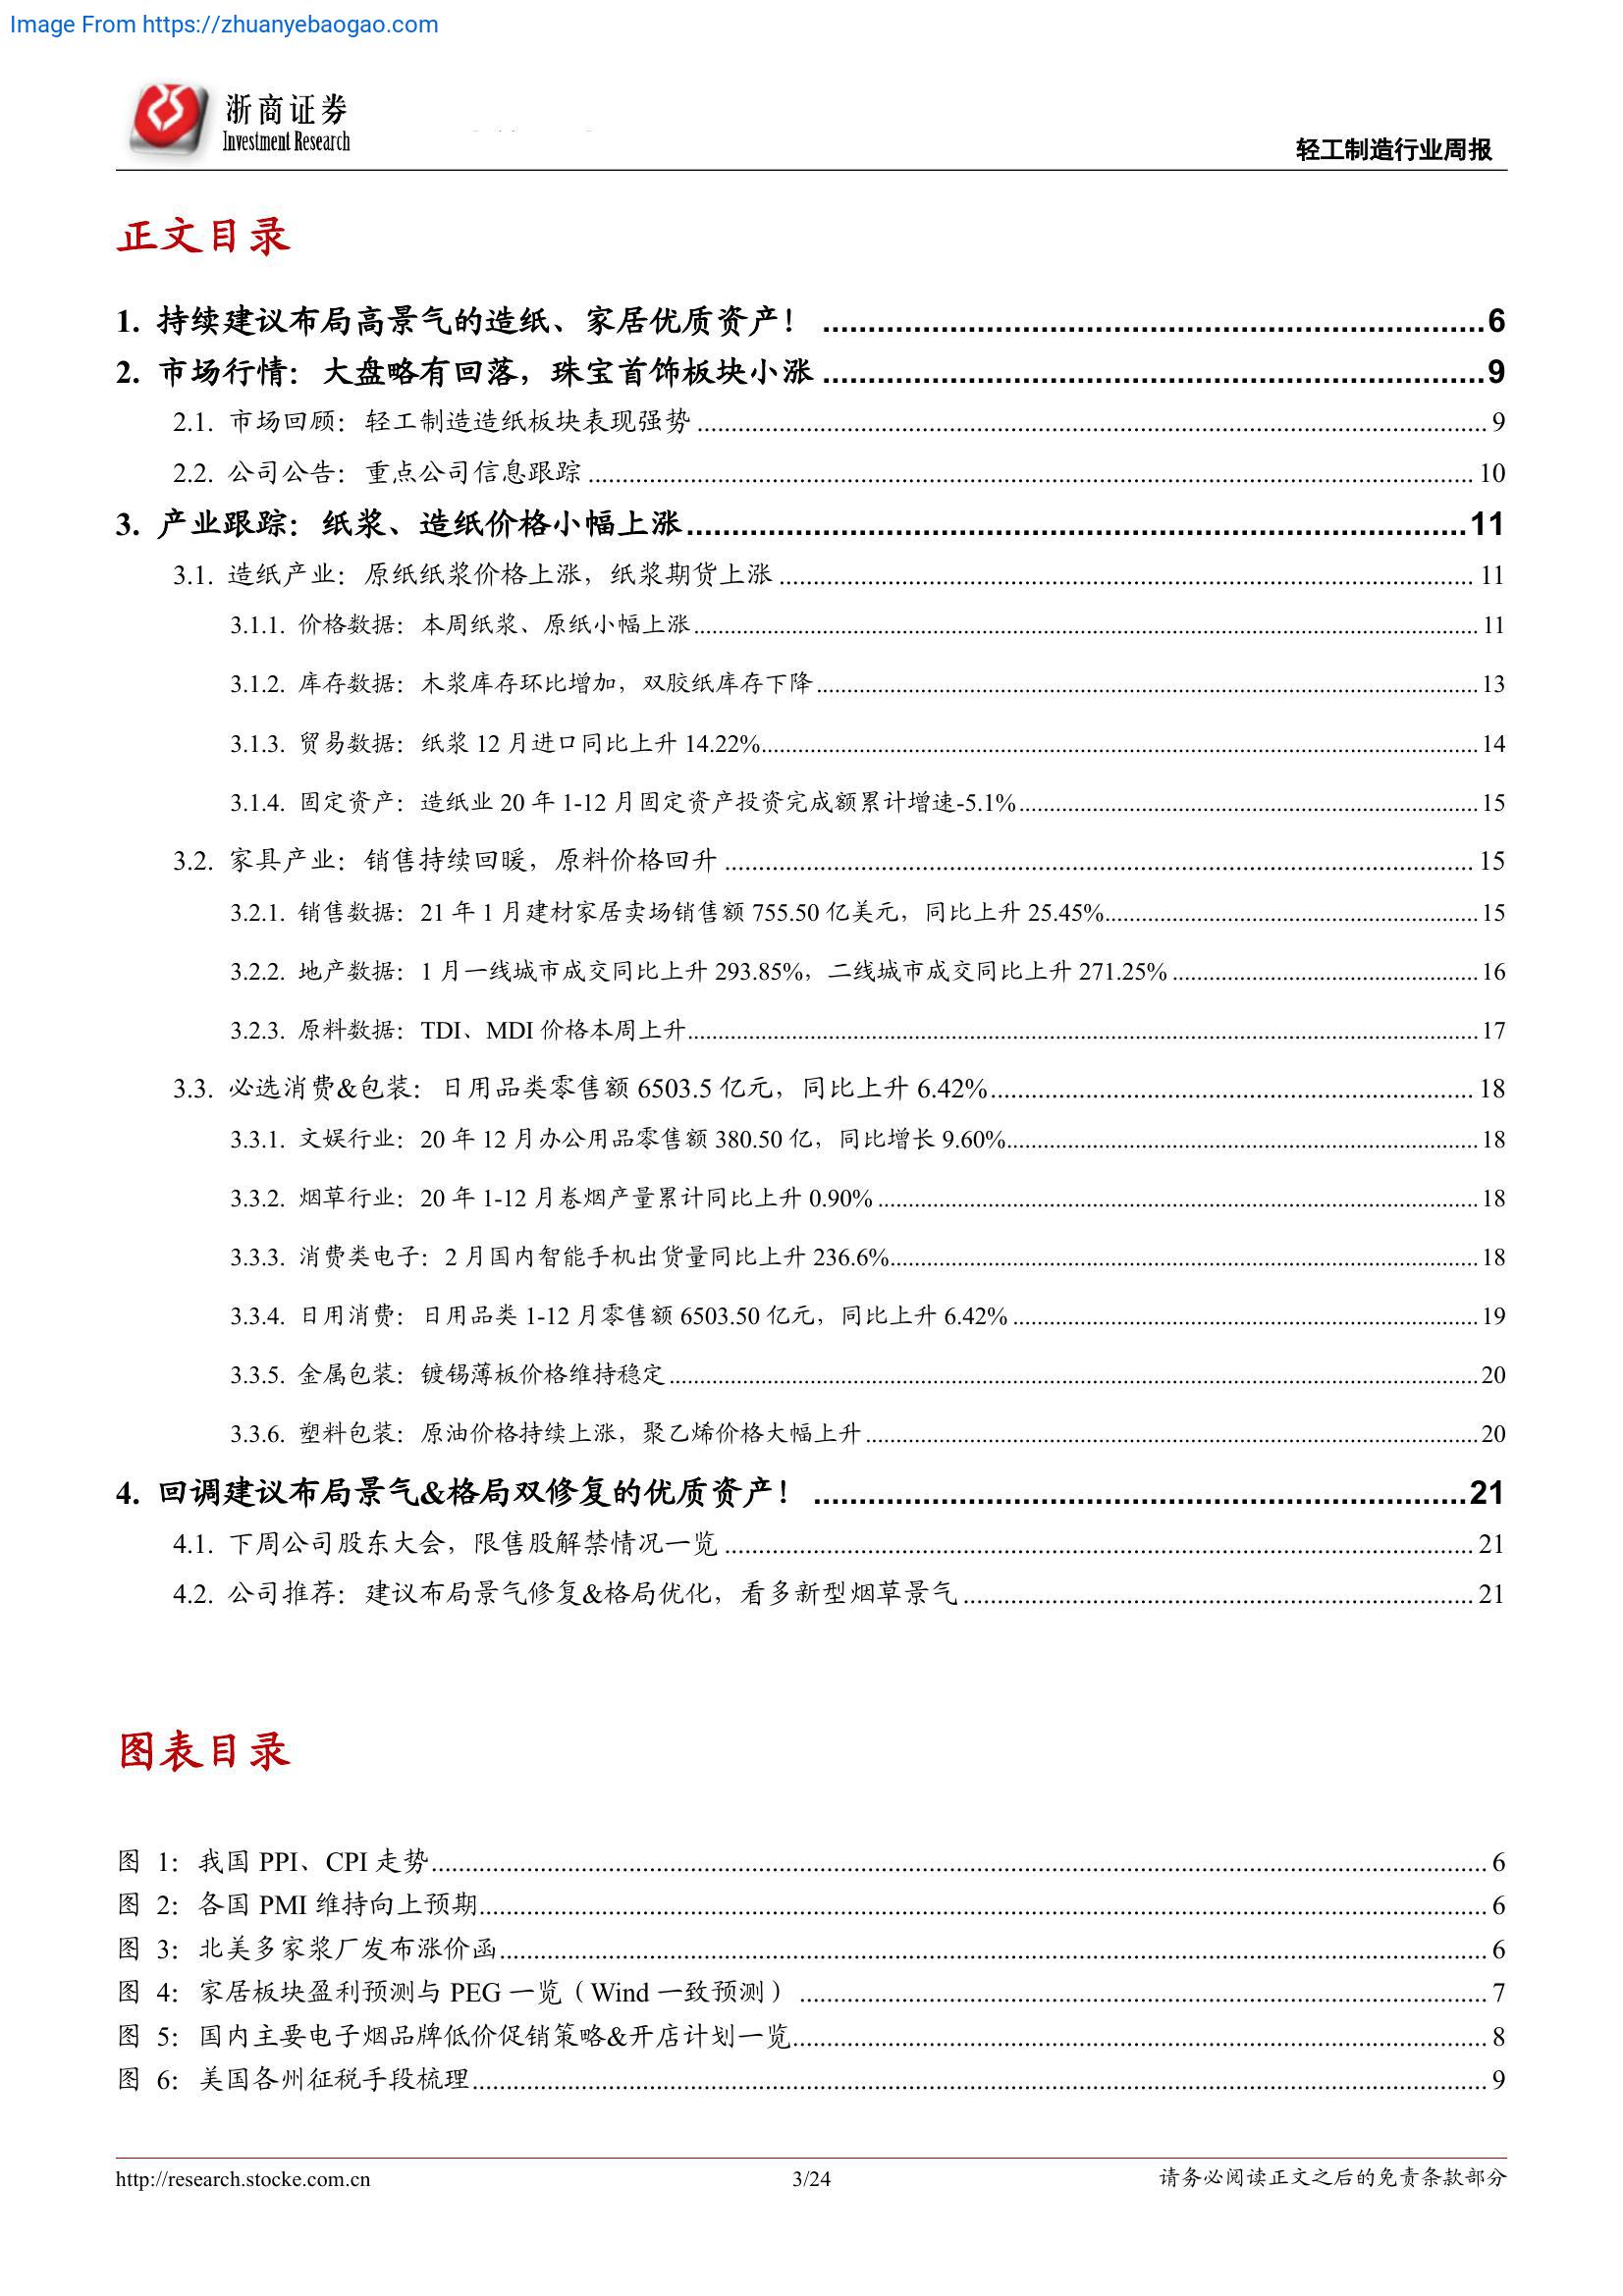 Image From https://zhuanyebaogao.com
浙商证券
Investment Research
轻工制造行业周报
正文目录
1. 持续建议布局高景气的造纸、家居优质资产！ ........ 6
2. 市场行情：大盘略有回落，珠宝首饰板块小涨 ........ 9
2.1. 市场回顾：轻工制造造纸板块表现强势 ........ 9
2.2. 公司公告：重点公司信息跟踪 ........ 10
3. 产业跟踪：纸浆、造纸价格小幅上涨 ........ 11
3.1. 造纸产业：原纸纸浆价格上涨，纸浆期货上涨 ........ 11
3.1.1. 价格数据：本周纸浆、原纸小幅上涨 ........ 11
3.1.2. 库存数据：木浆库存环比增加，双胶纸库存下降 ........ 13
3.1.3. 贸易数据：纸浆 12 月进口同比上升 14.22% ........ 14
3.1.4. 固定资产：造纸业 20 年 1-12 月固定资产投资完成额累计增速-5.1% ........ 15
3.2. 家具产业：销售持续回暖，原料价格回升 ........ 15
3.2.1. 销售数据：21 年 1 月建材家居卖场销售额 755.50 亿美元，同比上升 25.45% ........ 15
3.2.2. 地产数据：1 月一线城市成交同比上升 293.85%，二线城市成交同比上升 271.25% ........ 16
3.2.3. 原料数据：TDI、MDI 价格本周上升 ........ 17
3.3. 必选消费&包装：日用品类零售额 6503.5 亿元，同比上升 6.42% ........ 18
3.3.1. 文娱行业：20 年 12 月办公用品零售额 380.50 亿，同比增长 9.60% ........ 18
3.3.2. 烟草行业：20 年 1-12 月卷烟产量累计同比上升 0.90% ........ 18
3.3.3. 消费类电子：2 月国内智能手机出货量同比上升 236.6% ........ 18
3.3.4. 日用消费：日用品类 1-12 月零售额 6503.50 亿元，同比上升 6.42% ........ 19
3.3.5. 金属包装：镀锡薄板价格维持稳定 ........ 20
3.3.6. 塑料包装：原油价格持续上涨，聚乙烯价格大幅上升 ........ 20
4. 回调建议布局景气&格局双修复的优质资产！ ........ 21
4.1. 下周公司股东大会，限售股解禁情况一览 ........ 21
4.2. 公司推荐：建议布局景气修复&格局优化，看多新型烟草景气 ........ 21
图表目录
图 1：我国 PPI、CPI 走势 ........ 6
图 2：各国 PMI 维持向上预期 ........ 6
图 3：北美多家浆厂发布涨价函 ........ 6
图 4：家居板块盈利预测与 PEG 一览（Wind 一致预测） ........ 7
图 5：国内主要电子烟品牌低价促销策略&开店计划一览 ........ 8
图 6：美国各州征税手段梳理 ........ 9
http://research.stocke.com.cn 3/24 请务必阅读正文之后的免责条款部分